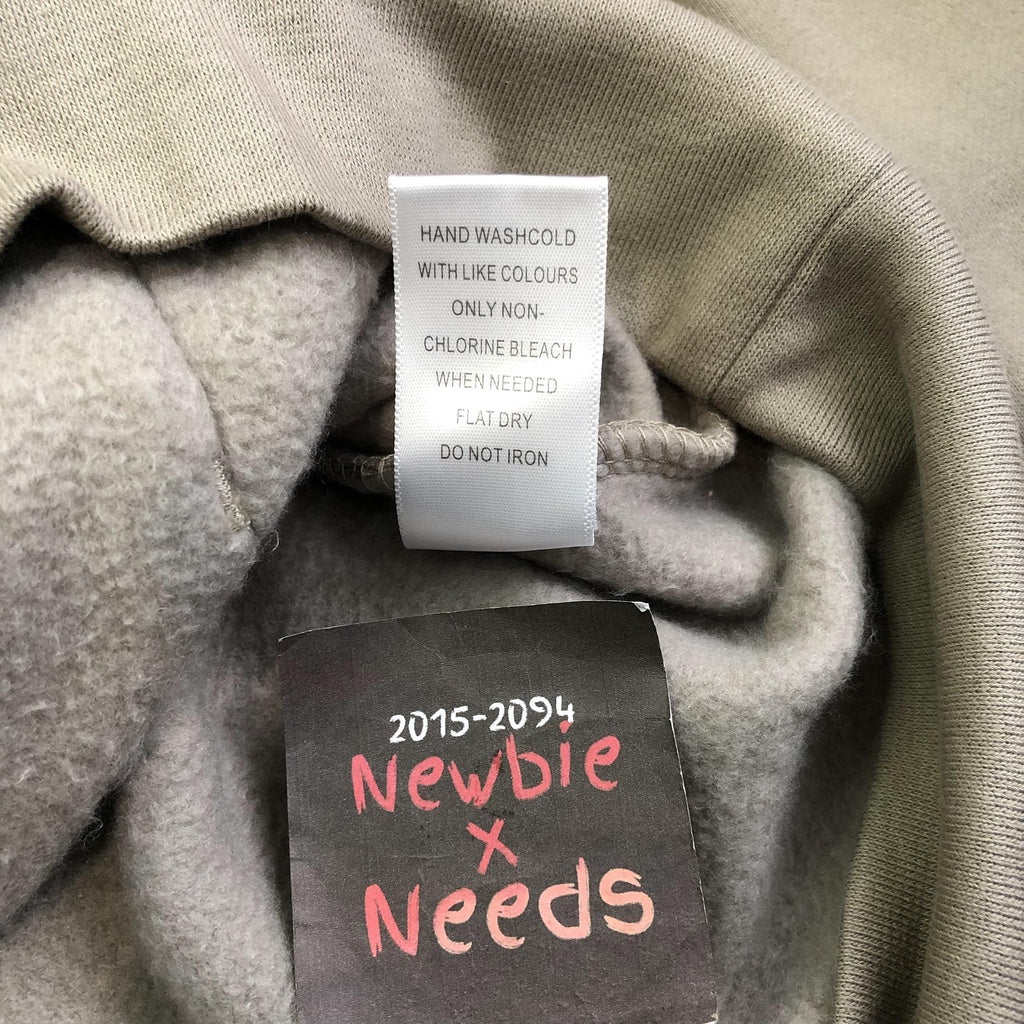 HAND WASHCOLD
WITH LIKE COLOURS
ONLY NON-
CHLORINE BLEACH
WHEN NEEDED
FLAT DRY
DO NOT IRON
2015-2094
Newbie
x
Needs